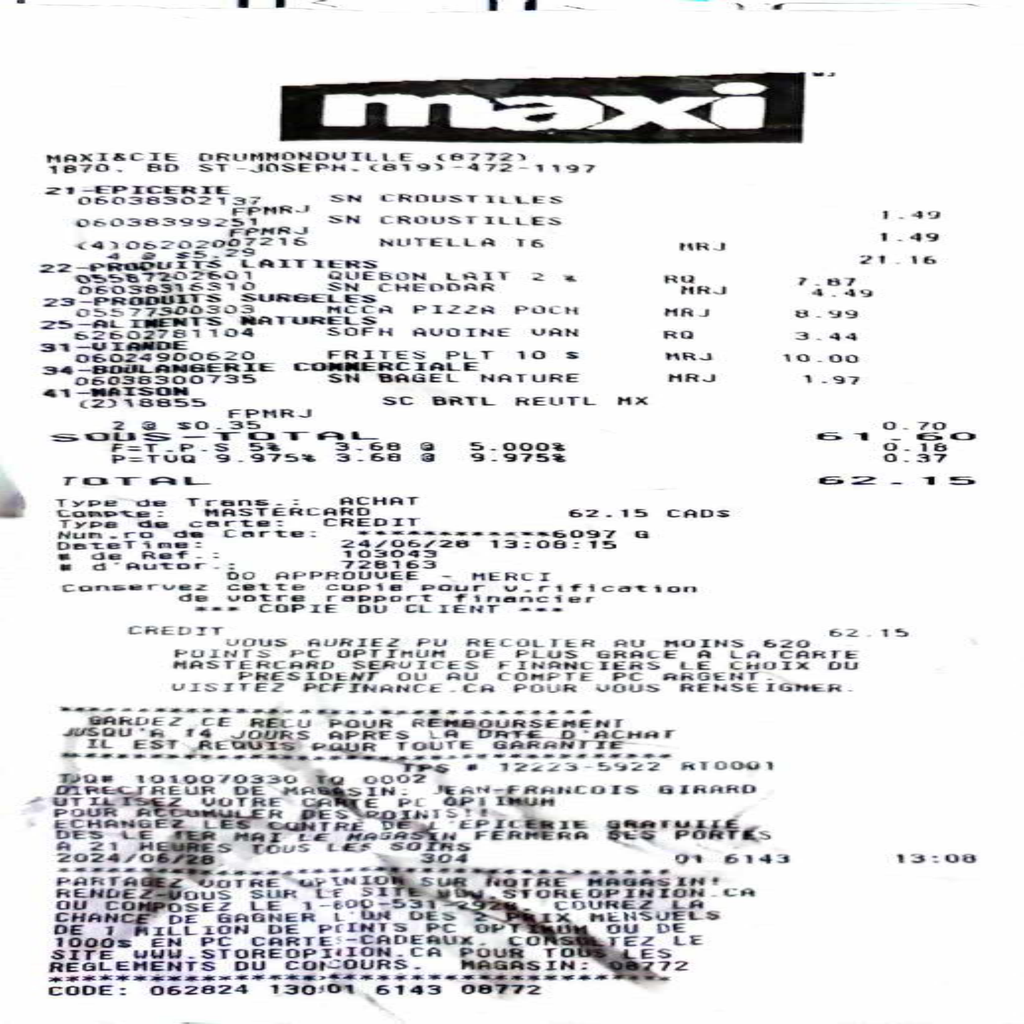 maxi
MAXI&CIE DRUMMONDVILLE (8772)
1870. BD ST-JOSEPH.(819)-472-1197
21-EPICERIE
06038302137 SN CROUSTILLES
FPMRJ 1.49
06038399251 SN CROUSTILLES
FPMRJ 1.49
(4)06202007216 NUTELLA T6 MRJ
4 @ $5.29 21.16
22-PRODUITS LAITIERS
05587202601 QUEBON LAIT 2 % RQ 7.87
06038316310 SN CHEDDAR MRJ 4.49
23-PRODUITS SURGELES
05577300303 MCCA PIZZA POCH MRJ 8.99
25-ALIMENTS NATURELS
62602781104 SOFH AVOINE VAN RQ 3.44
31-VIANDE
06024900620 FRITES PLT 10 $ MRJ 10.00
34-BOULANGERIE COMMERCIALE
06038300735 SN BAGEL NATURE MRJ 1.97
41-MAISON
(2)18855 SC BRTL REUTL MX
FPMRJ
2 @ $0.35 0.70
SOUS-TOTAL 61.60
F=T.P.S 5% 3.68 @ 5.000% 0.18
P=TVQ 9.975% 3.68 @ 9.975% 0.37
TOTAL 62.15
Type de Trans.: ACHAT
Compte: MASTERCARD 62.15 CAD$
Type de carte: CREDIT
Num.ro de Carte: ************6097 G
DateTime: 24/06/28 13:08:15
# de Ref.: 103043
# d'Autor.: 728163
00 APPROUVEE - MERCI
Conservez cette copie pour v.rification
de votre rapport financier
*** COPIE DU CLIENT ***
CREDIT 62.15
VOUS AURIEZ PU RECOLTER AU MOINS 620
POINTS PC OPTIMUM DE PLUS GRACE A LA CARTE
MASTERCARD SERVICES FINANCIERS LE CHOIX DU
PRESIDENT OU AU COMPTE PC ARGENT.
VISITEZ PCFINANCE.CA POUR VOUS RENSEIGNER.
GARDEZ CE RECU POUR REMBOURSEMENT
JUSQU'A 14 JOURS APRES LA DATE D'ACHAT
IL EST REQUIS POUR TOUTE GARANTIE
TPS # 12223-5922 RT0001
TVQ# 1010070330 TQ 0002
DIRECTREUR DE MAGASIN: JEAN-FRANCOIS GIRARD
UTILISEZ VOTRE CARTE PC OPTIMUM
POUR ACCUMULER DES POINTS!!
ECHANGEZ LES CONTRE DE L'EPICERIE GRATUITE
DES LE 1ER MAI LE MAGASIN FERMERA SES PORTES
A 21 HEURES TOUS LES SOIRS
2024/06/28 304 01 6143 13:08
PARTAGEZ VOTRE OPINION SUR NOTRE MAGASIN!
RENDEZ-VOUS SUR LE SITE STOREOPINION.CA
OU COMPOSEZ LE COUREZ LA
CHANCE DE GAGNER L'UN DES 2 PRIX MENSUELS
DE 1 MILLION DE POINTS PC OPTIMUM OU DE
1000$ EN PC CARTES-CADEAUX. CONSULTEZ LE
SITE WWW.STOREOPINION.CA POUR TOUS LES
REGLEMENTS DU CONCOURS. MAGASIN: 08772
CODE: 062824 130801 6143 08772